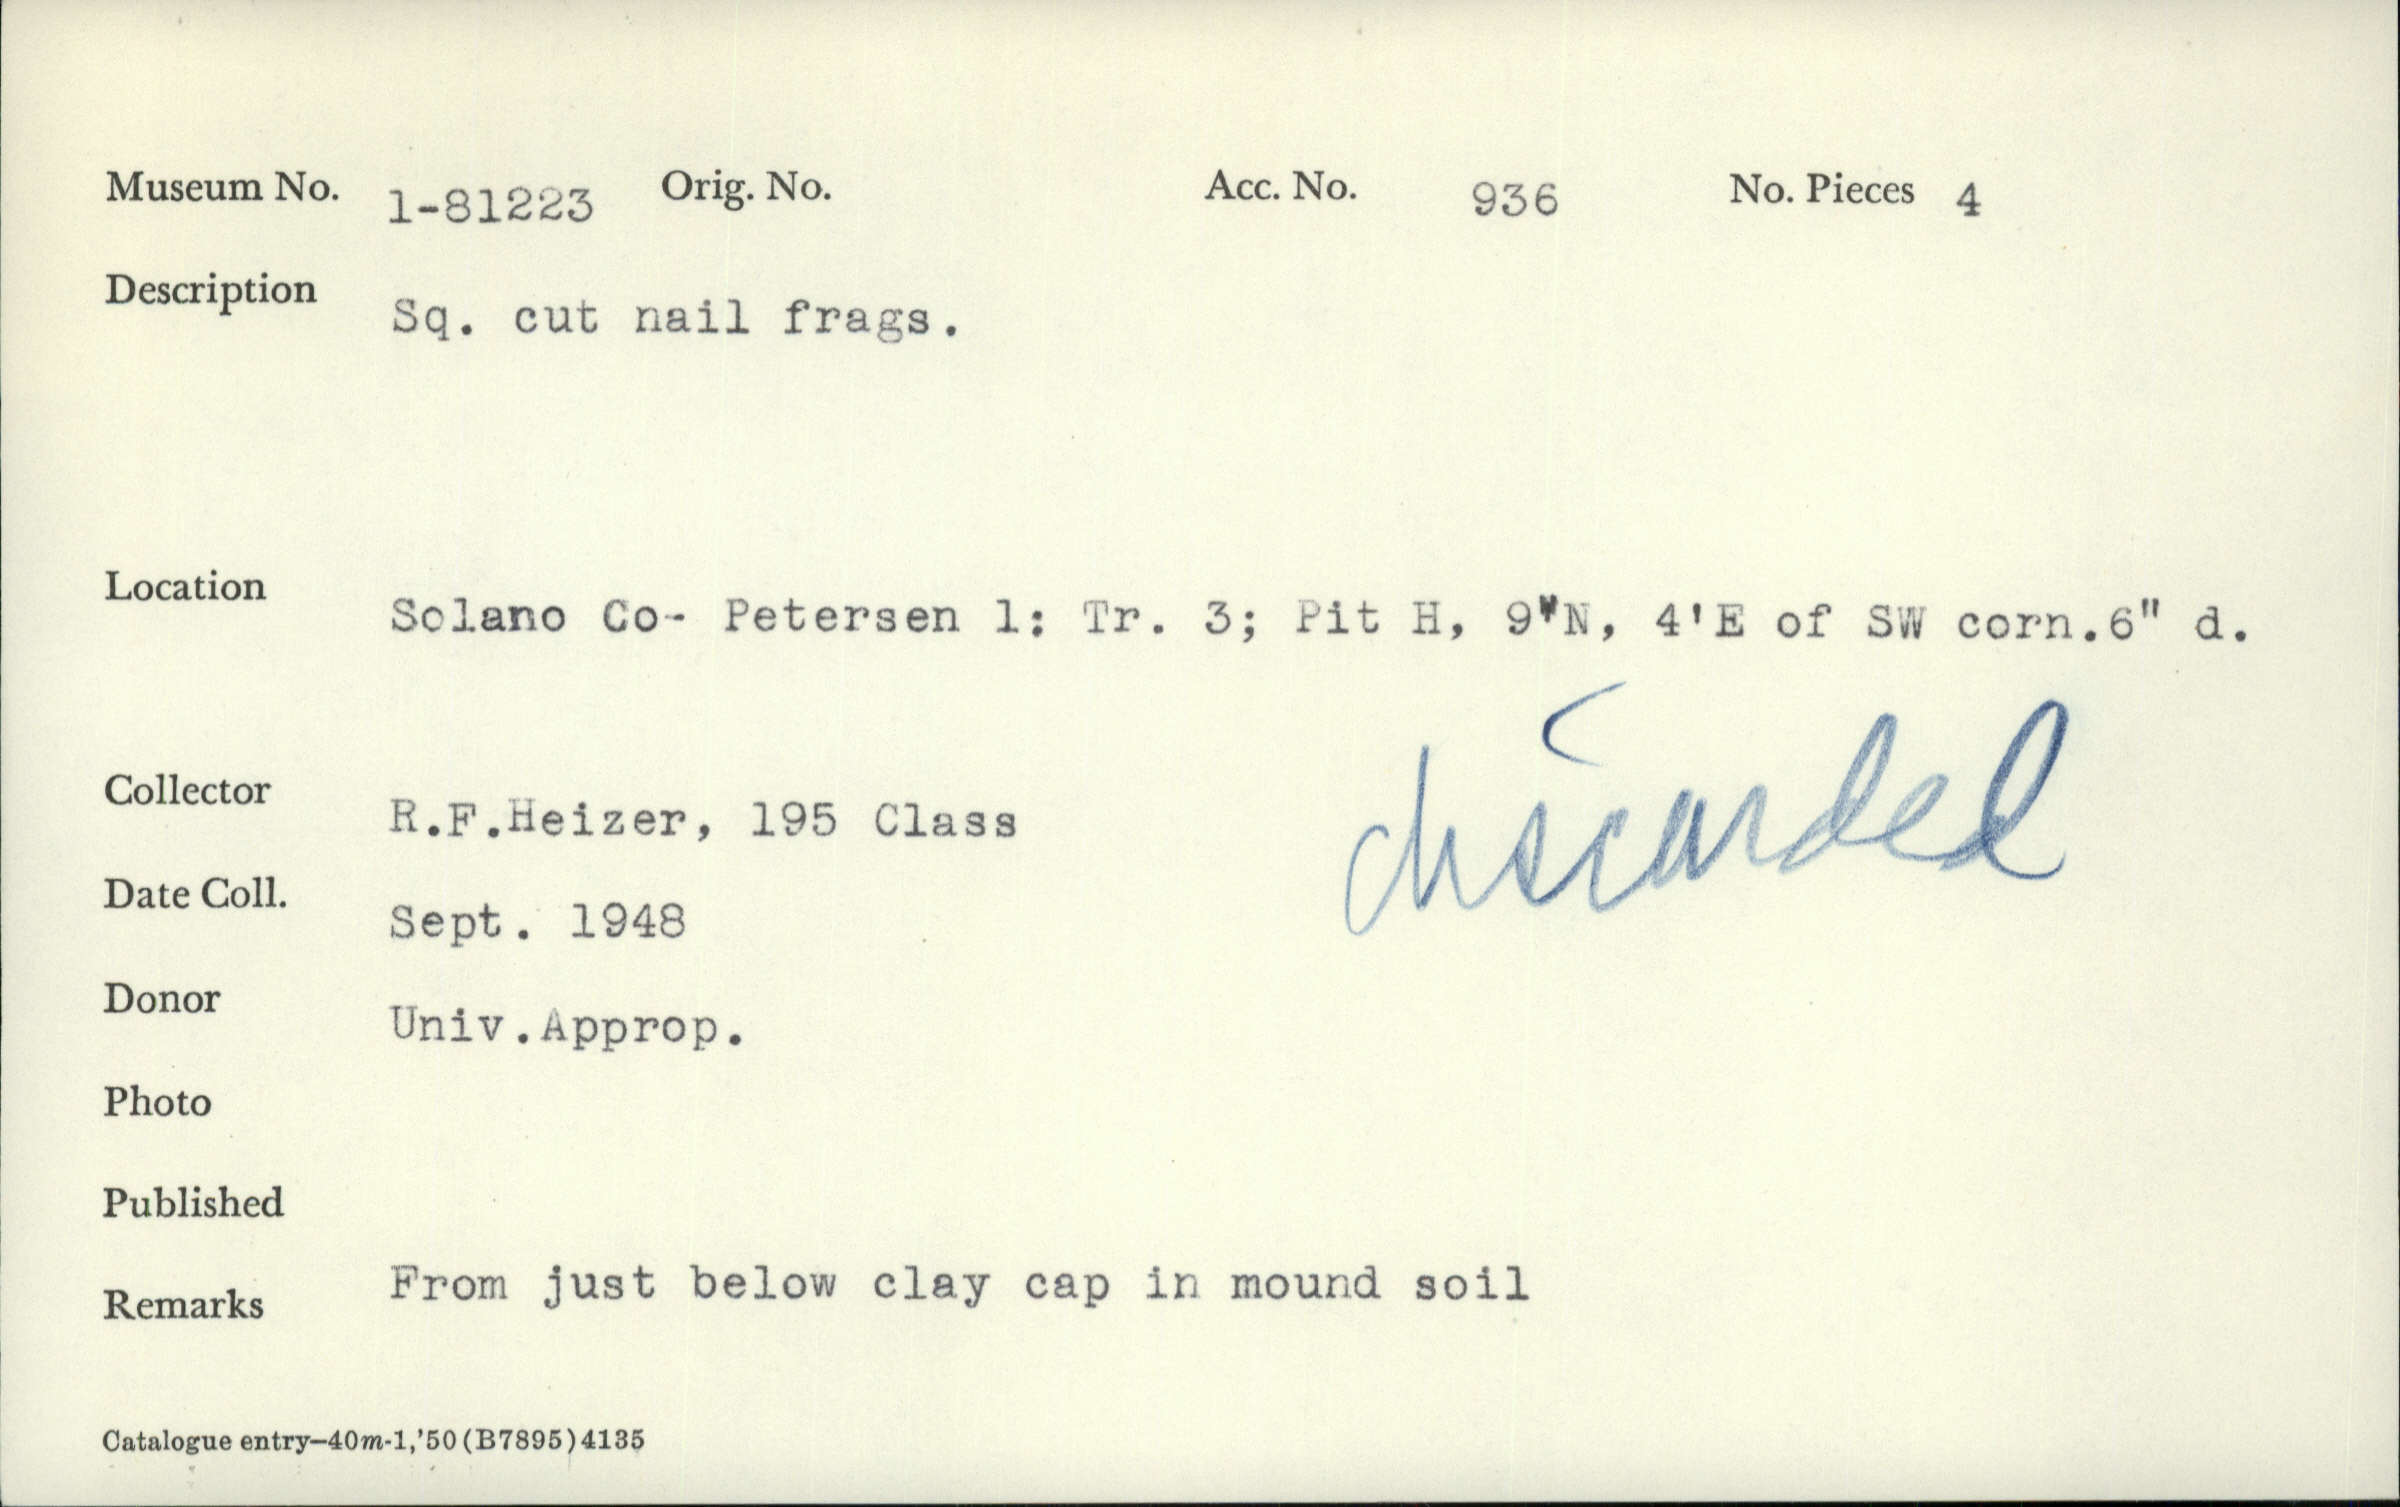 Museum No. 1-81223 Orig. No. Acc. No. 936 No. Pieces 4
Description Sq. cut nail frags.
Location Solano Co- Petersen 1: Tr. 3; Pit H, 9"N, 4'E of SW corn.6" d.
discarded
Collector R.F.Heizer, 195 Class
Date Coll. Sept. 1948
Donor Univ.Approp.
Photo
Published
Remarks From just below clay cap in mound soil
Catalogue entry—40m-1,'50(B7895)4135